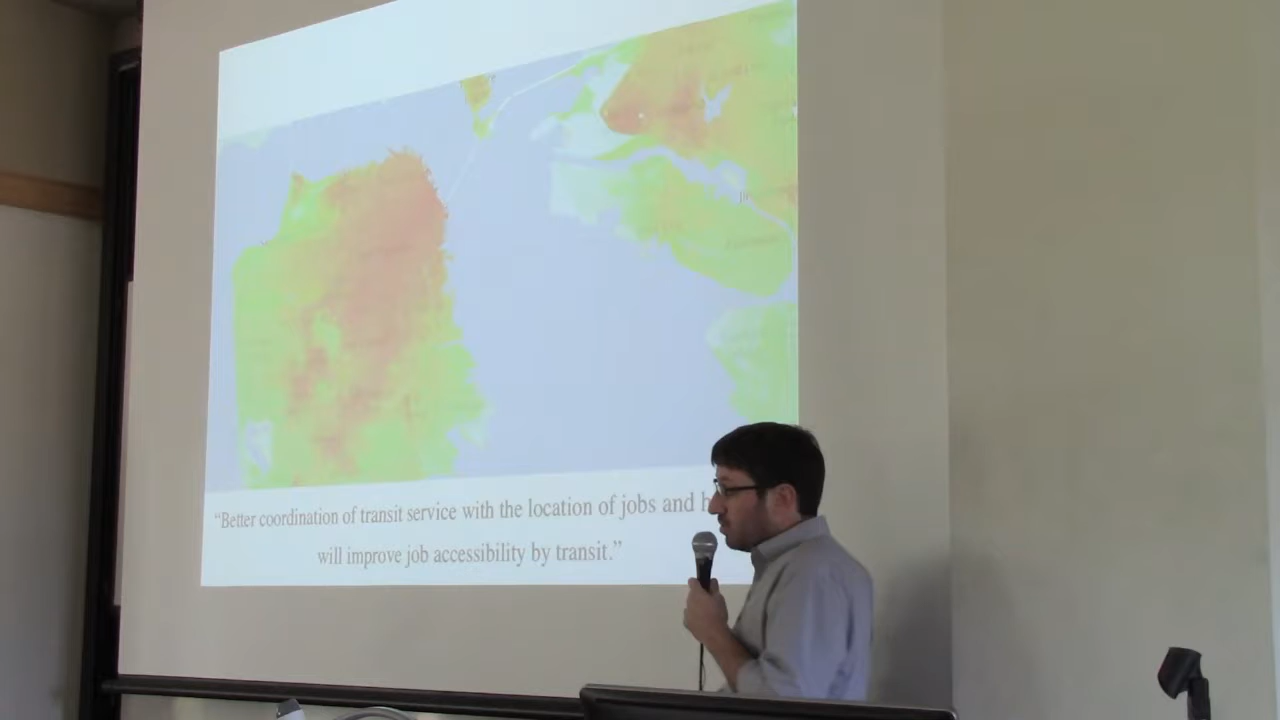 “Better coordination of transit service with the location of jobs and
will improve job accessibility by transit.”